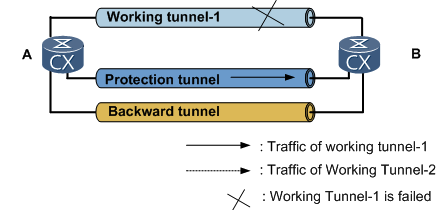 Working tunnel-1
A
B
CX
CX
Protection tunnel
Backward tunnel
: Traffic of working tunnel-1
: Traffic of Working Tunnel-2
: Working Tunnel-1 is failed